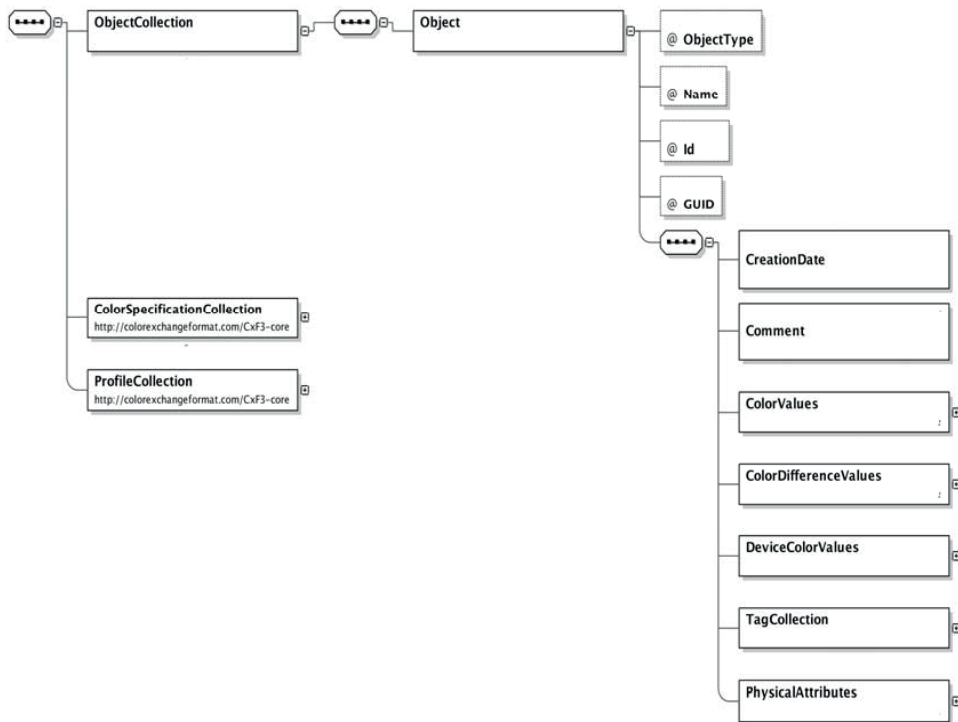 ObjectCollection
Object
@ ObjectType
@ Name
@ Id
@ GUID
CreationDate
Comment
ColorSpecificationCollection
http://colorexchangeformat.com/CxF3-core
ProfileCollection
http://colorexchangeformat.com/CxF3-core
ColorValues
ColorDifferenceValues
DeviceColorValues
TagCollection
PhysicalAttributes